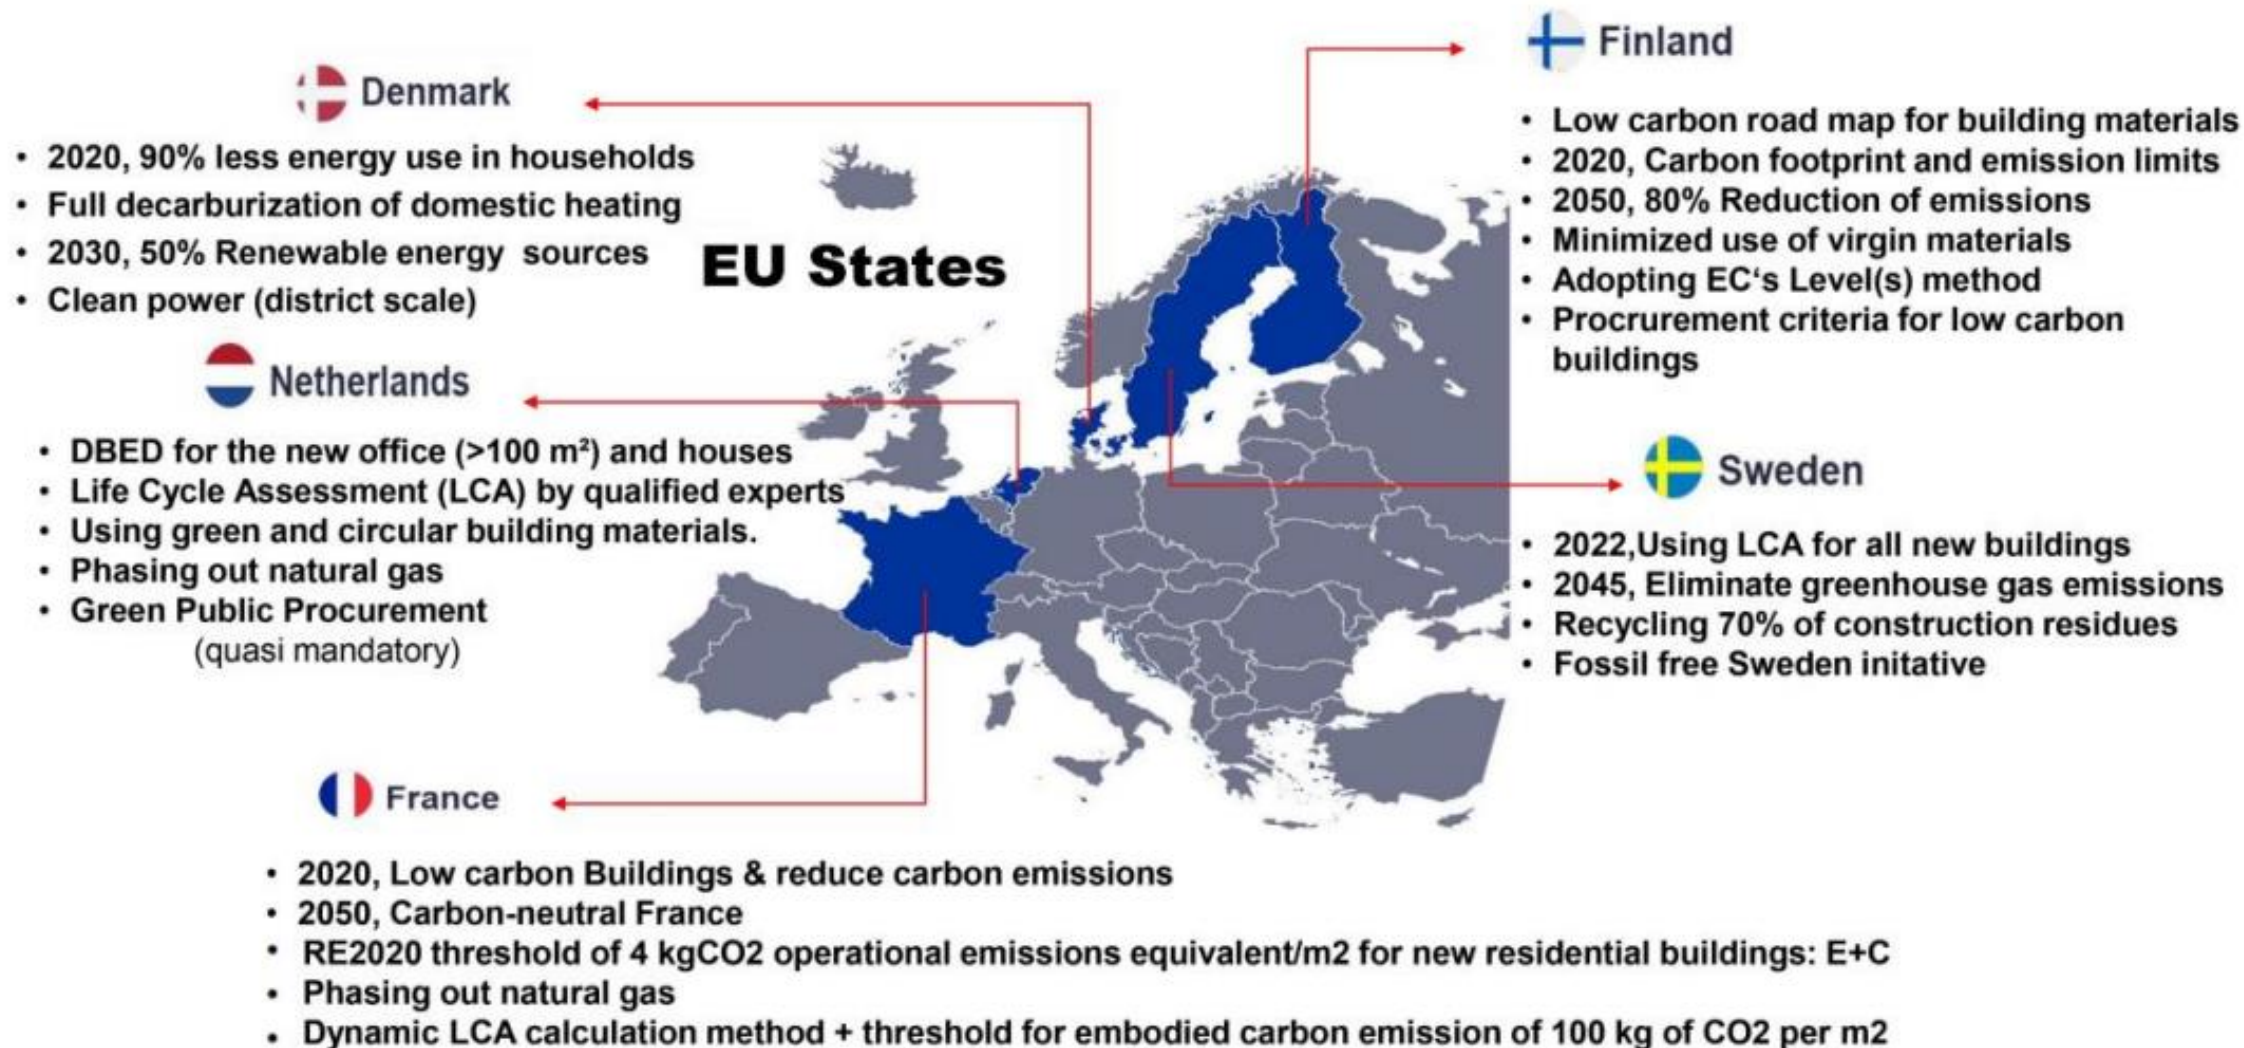 Denmark
• 2020, 90% less energy use in households
• Full decarburization of domestic heating
• 2030, 50% Renewable energy sources
• Clean power (district scale)
Netherlands
• DBED for the new office (>100 m²) and houses
• Life Cycle Assessment (LCA) by qualified experts
• Using green and circular building materials.
• Phasing out natural gas
• Green Public Procurement
(quasi mandatory)
EU States
Finland
• Low carbon road map for building materials
• 2020, Carbon footprint and emission limits
• 2050, 80% Reduction of emissions
• Minimized use of virgin materials
• Adopting EC‘s Level(s) method
• Procrurement criteria for low carbon
buildings
Sweden
• 2022,Using LCA for all new buildings
• 2045, Eliminate greenhouse gas emissions
• Recycling 70% of construction residues
• Fossil free Sweden initative
France
• 2020, Low carbon Buildings & reduce carbon emissions
• 2050, Carbon-neutral France
• RE2020 threshold of 4 kgCO2 operational emissions equivalent/m2 for new residential buildings: E+C
• Phasing out natural gas
• Dynamic LCA calculation method + threshold for embodied carbon emission of 100 kg of CO2 per m2